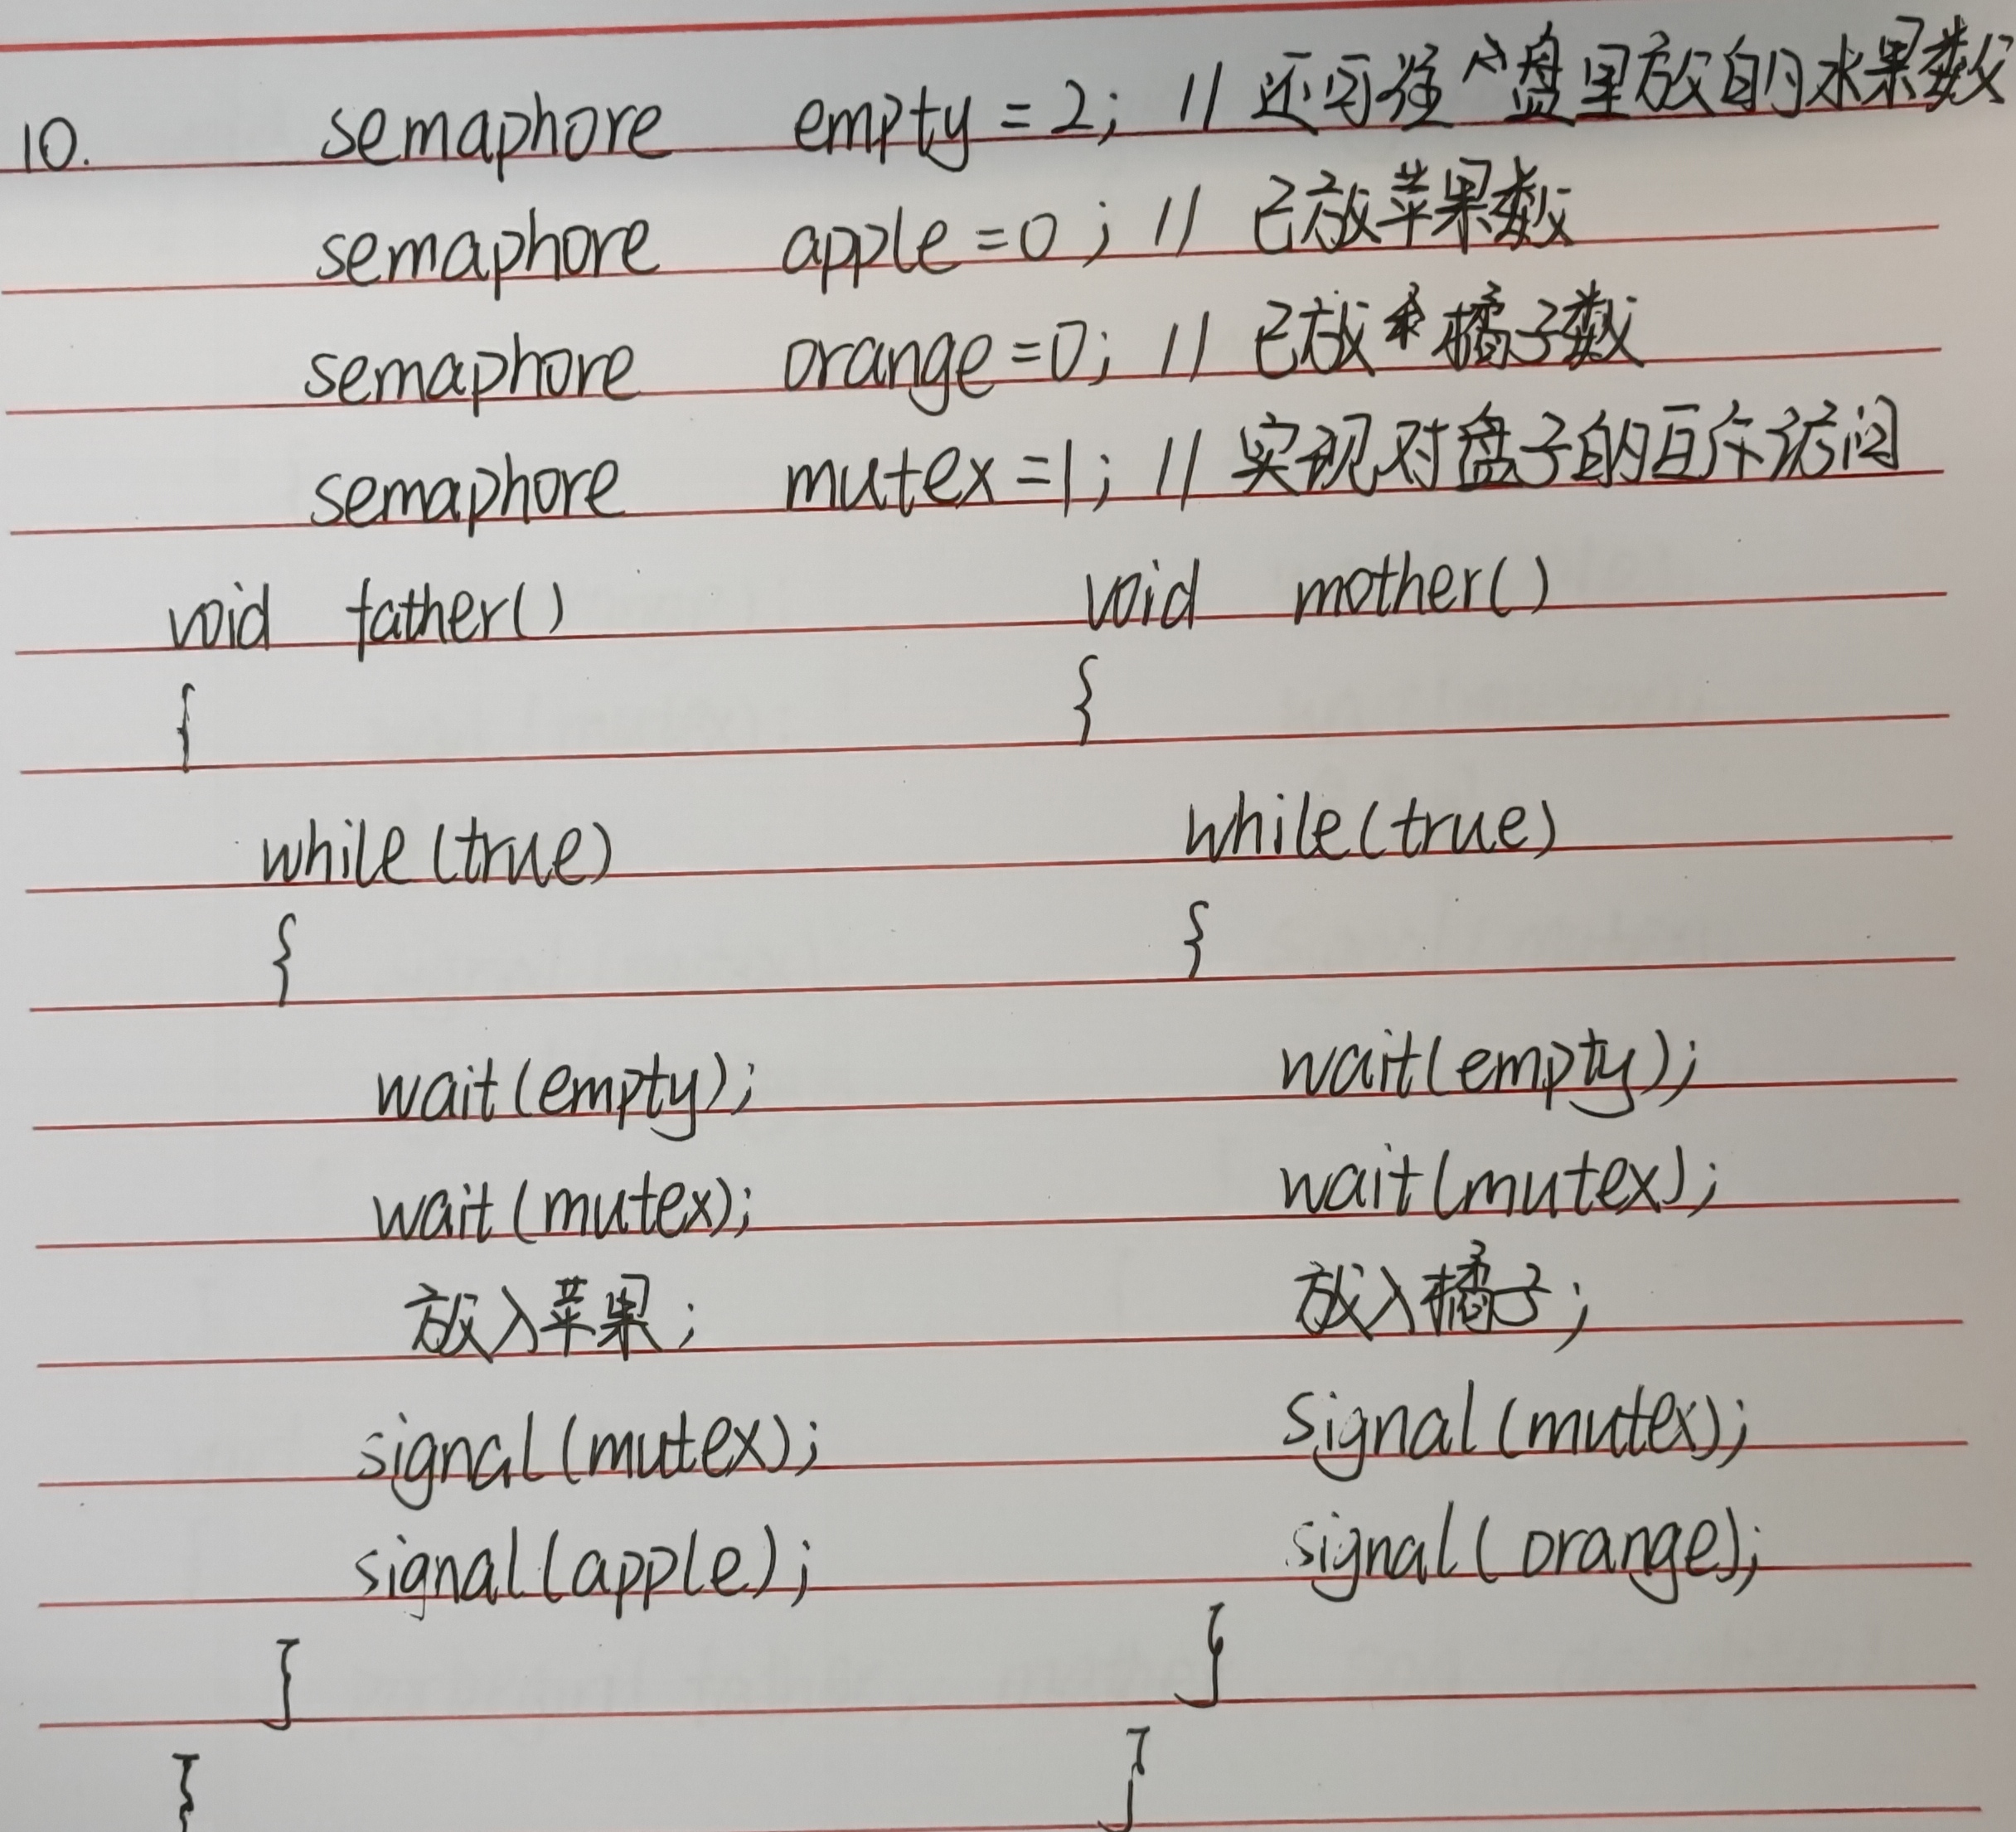 10. semaphore empty = 2; // 还可往盘里放的水果数
semaphore apple = 0; // 已放苹果数
semaphore orange = 0; // 已放橘子数
semaphore mutex = 1; // 实现对盘子的互斥访问
void father() void mother()
{ {
while(true) while(true)
{ {
wait(empty); wait(empty);
wait(mutex); wait(mutex);
放入苹果; 放入橘子;
signal(mutex); signal(mutex);
signal(apple); signal(orange);
} }
} }